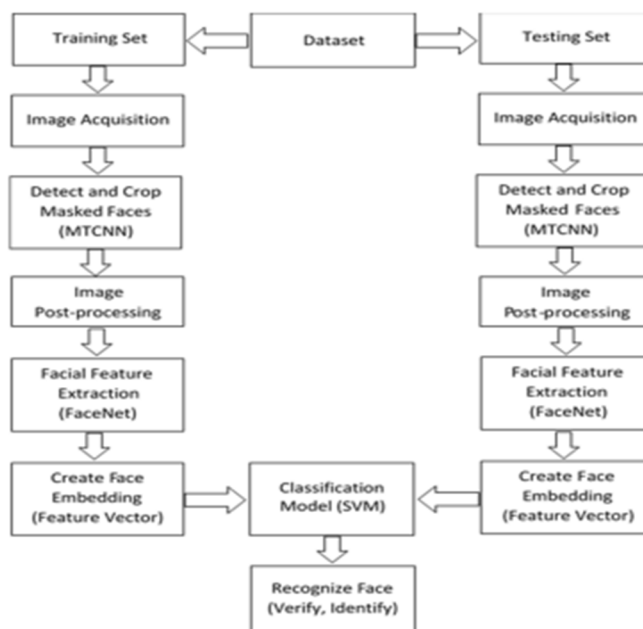 Training Set
Dataset
Testing Set
Image Acquisition
Image Acquisition
Detect and Crop
Masked Faces
(MTCNN)
Detect and Crop
Masked Faces
(MTCNN)
Image
Post-processing
Image
Post-processing
Facial Feature
Extraction
(FaceNet)
Facial Feature
Extraction
(FaceNet)
Create Face
Embedding
(Feature Vector)
Classification
Model (SVM)
Create Face
Embedding
(Feature Vector)
Recognize Face
(Verify, Identify)